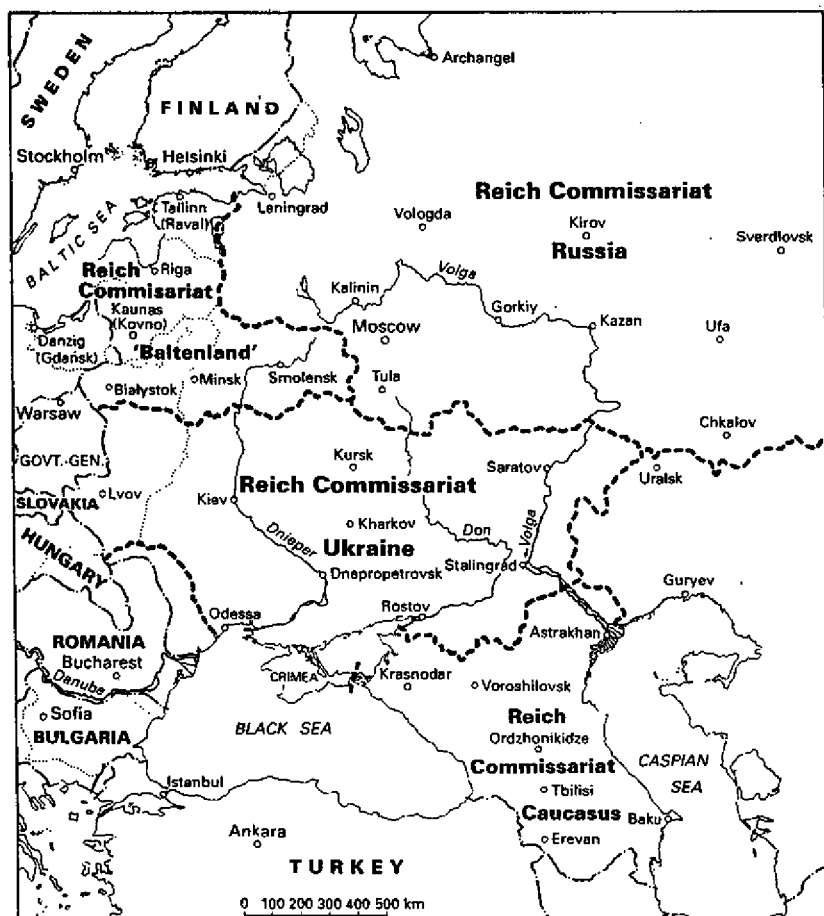 Archangel
SWEDEN
FINLAND
Stockholm
Helsinki
Leningrad
Tallinn
(Raval)
BALTIC SEA
Reich Commissariat
Russia
Vologda
Kirov
Sverdlovsk
Riga
Reich
Commisariat
Kaunas
(Kovno)
'Baltenland'
Danzig
(Gdańsk)
Kalinin
Volga
Gorkiy
Kazan
Moscow
Ufa
Minsk
Smolensk
Białystok
Tula
Warsaw
Chkalov
GOVT.-GEN.
Kursk
Saratov
Uralsk
Reich Commissariat
Ukraine
SLOVAKIA
Lvov
Kiev
Kharkov
Don
Volga
Dnieper
HUNGARY
Stalingrad
Dnepropetrovsk
Guryev
Odessa
Rostov
Astrakhan
ROMANIA
Bucharest
Danube
CRIMEA
Krasnodar
Voroshilovsk
Sofia
BULGARIA
BLACK SEA
Reich
Ordzhonikidze
Commissariat
CASPIAN
SEA
Tbilisi
Caucasus
Istanbul
Baku
Ankara
Erevan
TURKEY
0 100 200 300 400 500 km